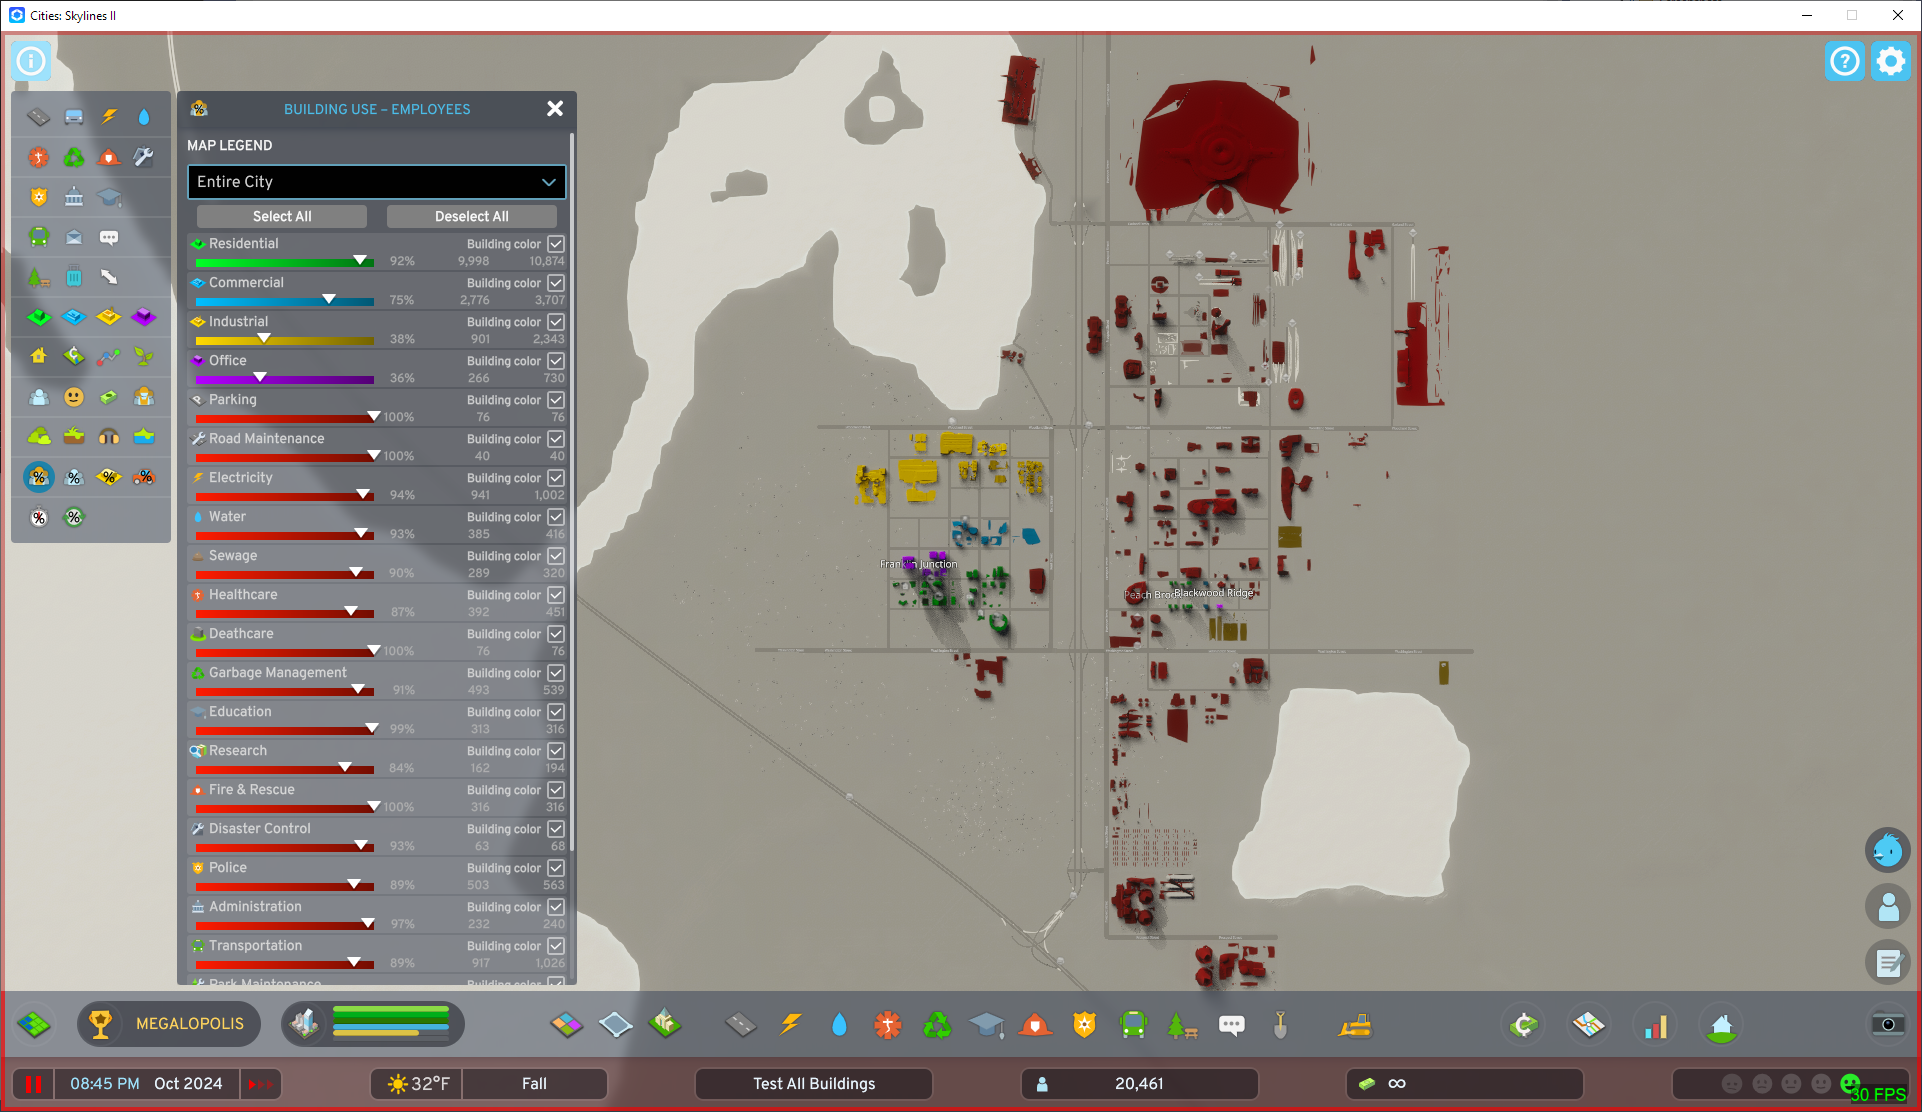 Cities: Skylines II
BUILDING USE – EMPLOYEES
MAP LEGEND
Entire City
Select All
Deselect All
Residential Building color
92% 9,998 10,874
Commercial Building color
75% 2,776 3,707
Industrial Building color
38% 901 2,343
Office Building color
36% 266 730
Parking Building color
100% 76 76
Road Maintenance Building color
100% 40 40
Electricity Building color
94% 941 1,002
Water Building color
93% 385 416
Sewage Building color
90% 289 320
Healthcare Building color
87% 392 451
Deathcare Building color
100% 76 76
Garbage Management Building color
91% 493 539
Education Building color
99% 313 316
Research Building color
84% 162 194
Fire & Rescue Building color
100% 316 316
Disaster Control Building color
93% 63 68
Police Building color
89% 503 563
Administration Building color
97% 232 240
Transportation Building color
89% 917 1,026
Park Maintenance Building color
Franklin Junction
Blackwood Ridge
MEGALOPOLIS
08:45 PM Oct 2024
32°F Fall
Test All Buildings
20,461
∞
30 FPS